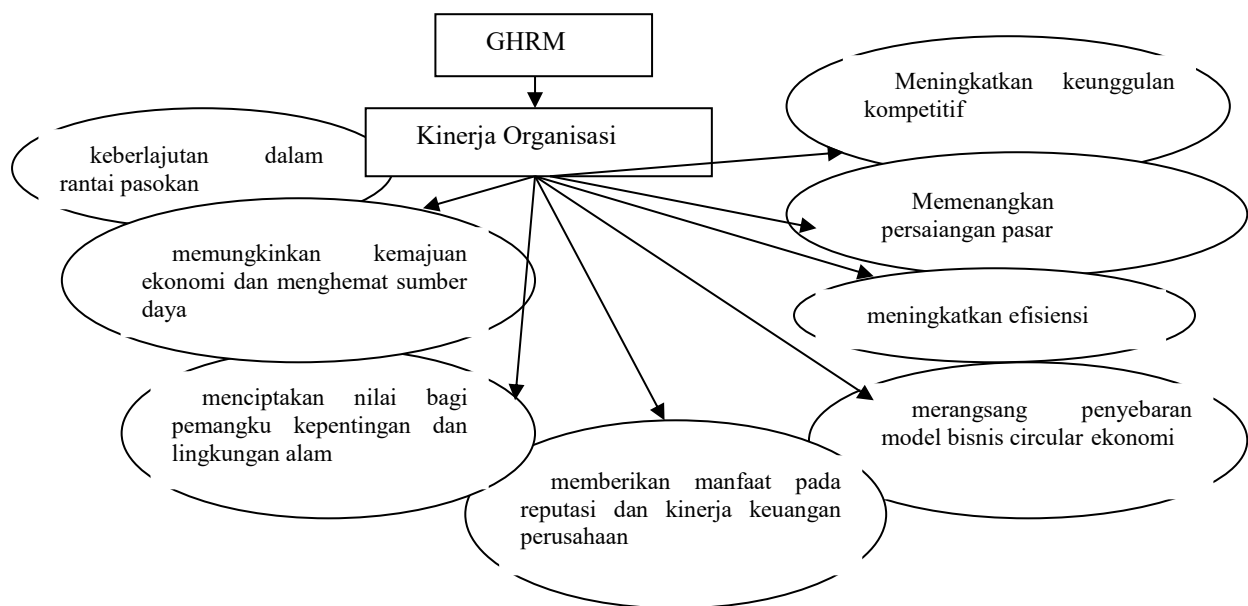 GHRM
Kinerja Organisasi
Meningkatkan keunggulan
kompetitif
keberlajutan dalam
rantai pasokan
Memenangkan
persaiangan pasar
memungkinkan kemajuan
ekonomi dan menghemat sumber
daya
meningkatkan efisiensi
menciptakan nilai bagi
pemangku kepentingan dan
lingkungan alam
merangsang penyebaran
model bisnis circular ekonomi
memberikan manfaat pada
reputasi dan kinerja keuangan
perusahaan